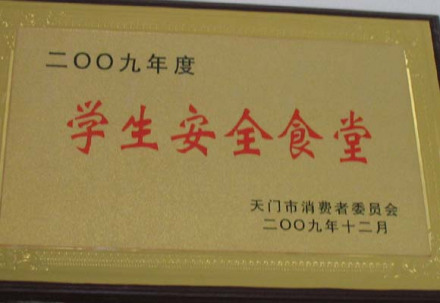 二〇〇九年度
学生安全食堂
天门市消费者委员会
二〇〇九年十二月